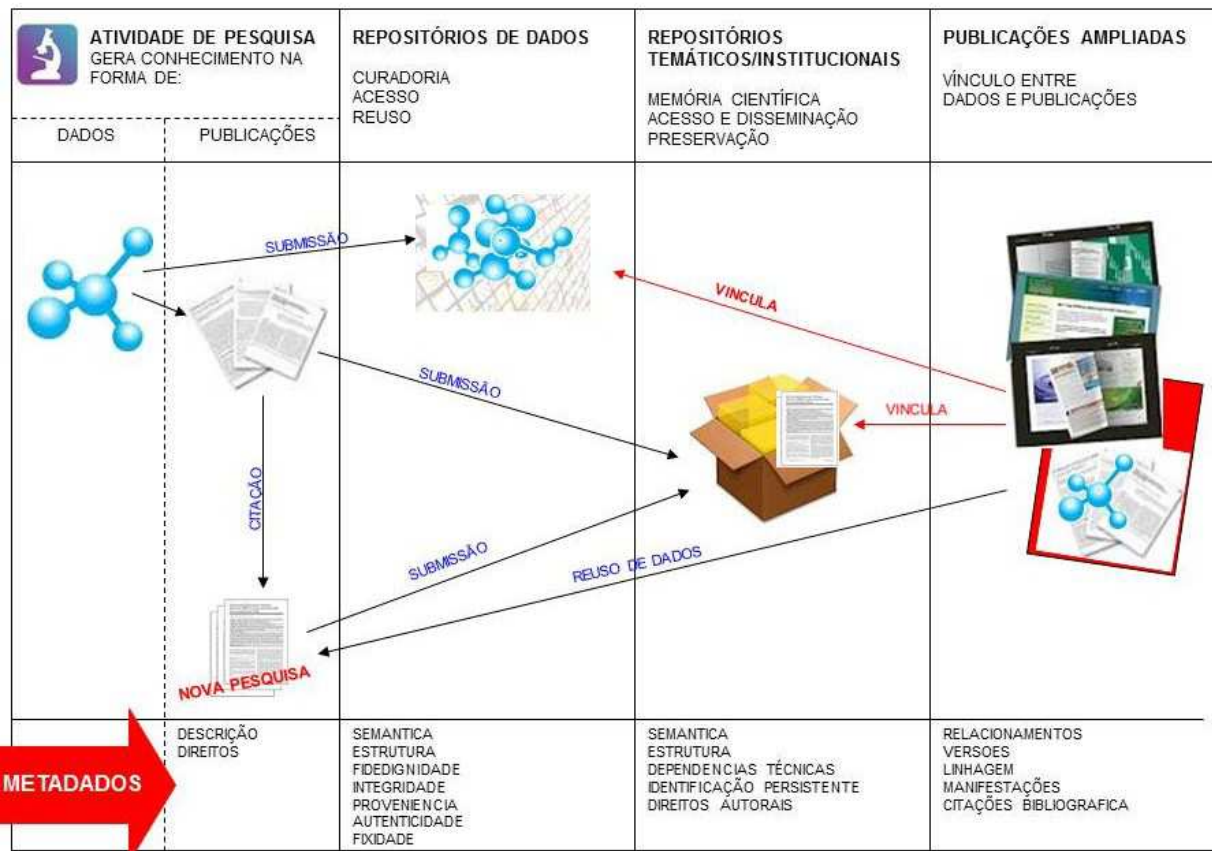 ATIVIDADE DE PESQUISA
GERA CONHECIMENTO NA
FORMA DE:
DADOS
PUBLICAÇÕES
REPOSITÓRIOS DE DADOS
CURADORIA
ACESSO
REUSO
REPOSITÓRIOS
TEMÁTICOS/INSTITUCIONAIS
MEMÓRIA CIENTÍFICA
ACESSO E DISSEMINAÇÃO
PRESERVAÇÃO
PUBLICAÇÕES AMPLIADAS
VÍNCULO ENTRE
DADOS E PUBLICAÇÕES
SUBMISSÃO
VINCULA
SUBMISSÃO
VINCULA
CITAÇÃO
SUBMISSÃO
REUSO DE DADOS
NOVA PESQUISA
METADADOS
DESCRIÇÃO
DIREITOS
SEMANTICA
ESTRUTURA
FIDEDIGNIDADE
INTEGRIDADE
PROVENIENCIA
AUTENTICIDADE
FIXIDADE
SEMANTICA
ESTRUTURA
DEPENDENCIAS TÉCNICAS
IDENTIFICAÇÃO PERSISTENTE
DIREITOS AUTORAIS
RELACIONAMENTOS
VERSOES
LINHAGEM
MANIFESTAÇÕES
CITAÇÕES BIBLIOGRAFICA